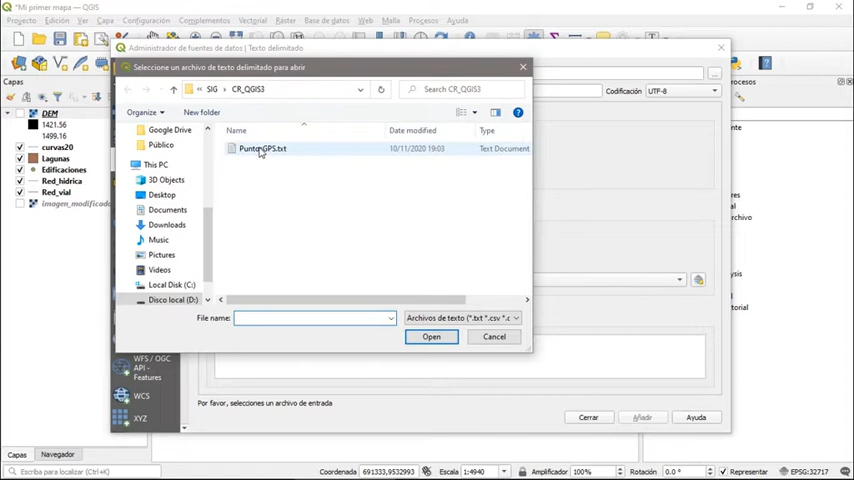 *Mi primer mapa — QGIS
Proyecto Edición Ver Capa Configuración Complementos Vectorial Ráster Base de datos Web Malla Procesos Ayuda
Administrador de fuentes de datos | Texto delimitado
Seleccione un archivo de texto delimitado para abrir
SIG CR_QGIS3
Search CR_QGIS3
Codificación UTF-8
Organize New folder
Capas
DEM
1421.56
1499.16
curvas20
Lagunas
Edificaciones
Red_hidrica
Red_vial
imagen_modificad
Google Drive
Público
This PC
3D Objects
Desktop
Documents
Downloads
Music
Pictures
Videos
Local Disk (C:)
Disco local (D:)
Name Date modified Type
10/11/2020 19:03 Text Document
File name: Archivos de texto (*.txt *.csv *.c
Open Cancel
WFS / OGC
API -
Features
WCS
XYZ
Por favor, selecciones un archivo de entrada
Cerrar Añadir Ayuda
rocesos
Capas Navegador
Escriba para localizar (Ctrl+K)
Coordenada 691333,9532993 Escala 1:4940 Amplificador 100% Rotación 0.0 ° Representar EPSG:32717